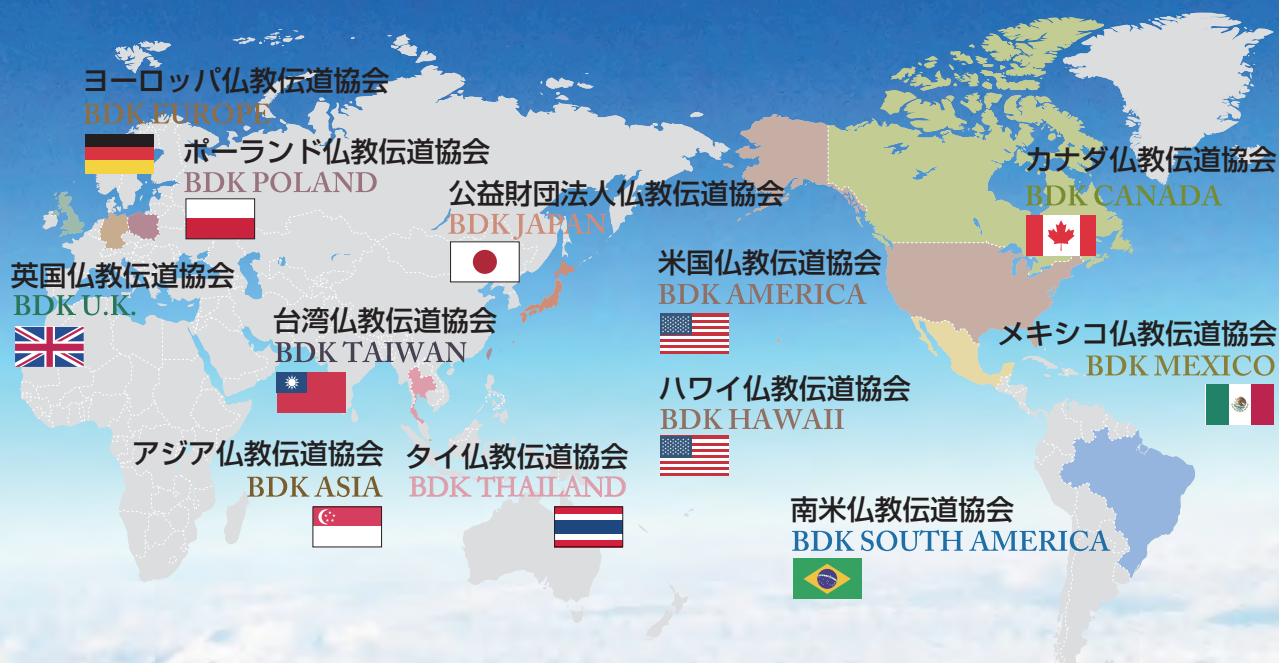 ヨーロッパ仏教伝道協会
BDK EUROPE
ポーランド仏教伝道協会
BDK POLAND
公益財団法人仏教伝道協会
BDK JAPAN
カナダ仏教伝道協会
BDK CANADA
英国仏教伝道協会
BDK U.K.
米国仏教伝道協会
BDK AMERICA
台湾仏教伝道協会
BDK TAIWAN
メキシコ仏教伝道協会
BDK MEXICO
ハワイ仏教伝道協会
BDK HAWAII
アジア仏教伝道協会
BDK ASIA
タイ仏教伝道協会
BDK THAILAND
南米仏教伝道協会
BDK SOUTH AMERICA